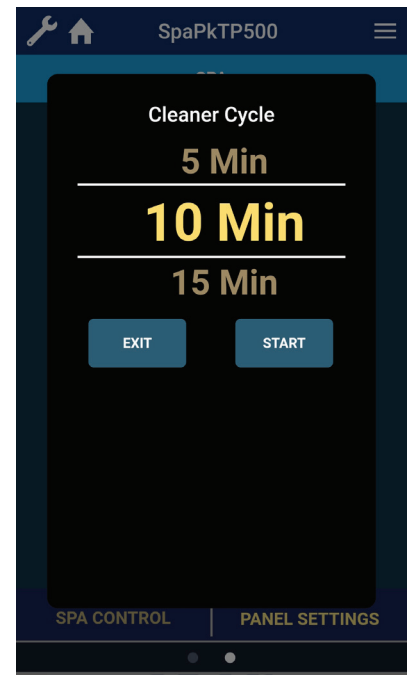 SpaPkTP500
Cleaner Cycle
5 Min
10 Min
15 Min
EXIT START
SPA CONTROL PANEL SETTINGS